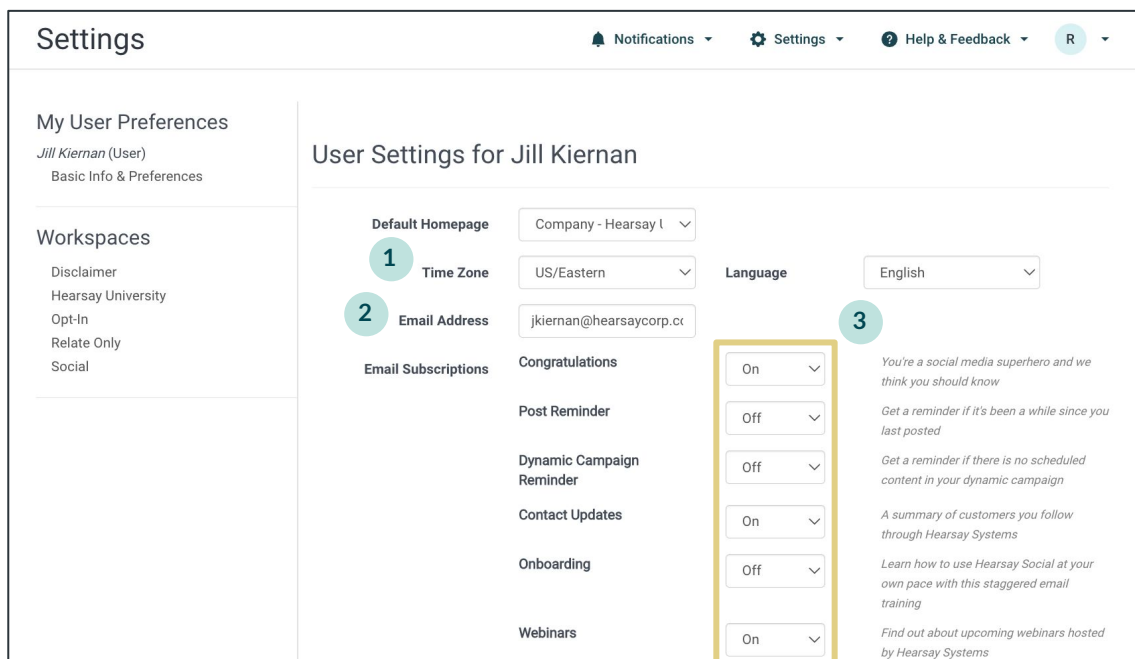 Settings
Notifications
Settings
Help & Feedback
R
My User Preferences
Jill Kiernan (User)
Basic Info & Preferences
Workspaces
Disclaimer
Hearsay University
Opt-In
Relate Only
Social
User Settings for Jill Kiernan
Default Homepage
Company - Hearsay U
1
Time Zone
US/Eastern
Language
English
2
Email Address
jkiernan@hearsaycorp.cc
3
Email Subscriptions
Congratulations
On
You're a social media superhero and we
think you should know
Post Reminder
Off
Get a reminder if it's been a while since you
last posted
Dynamic Campaign
Reminder
Off
Get a reminder if there is no scheduled
content in your dynamic campaign
Contact Updates
On
A summary of customers you follow
through Hearsay Systems
Onboarding
Off
Learn how to use Hearsay Social at your
own pace with this staggered email
training
Webinars
On
Find out about upcoming webinars hosted
by Hearsay Systems